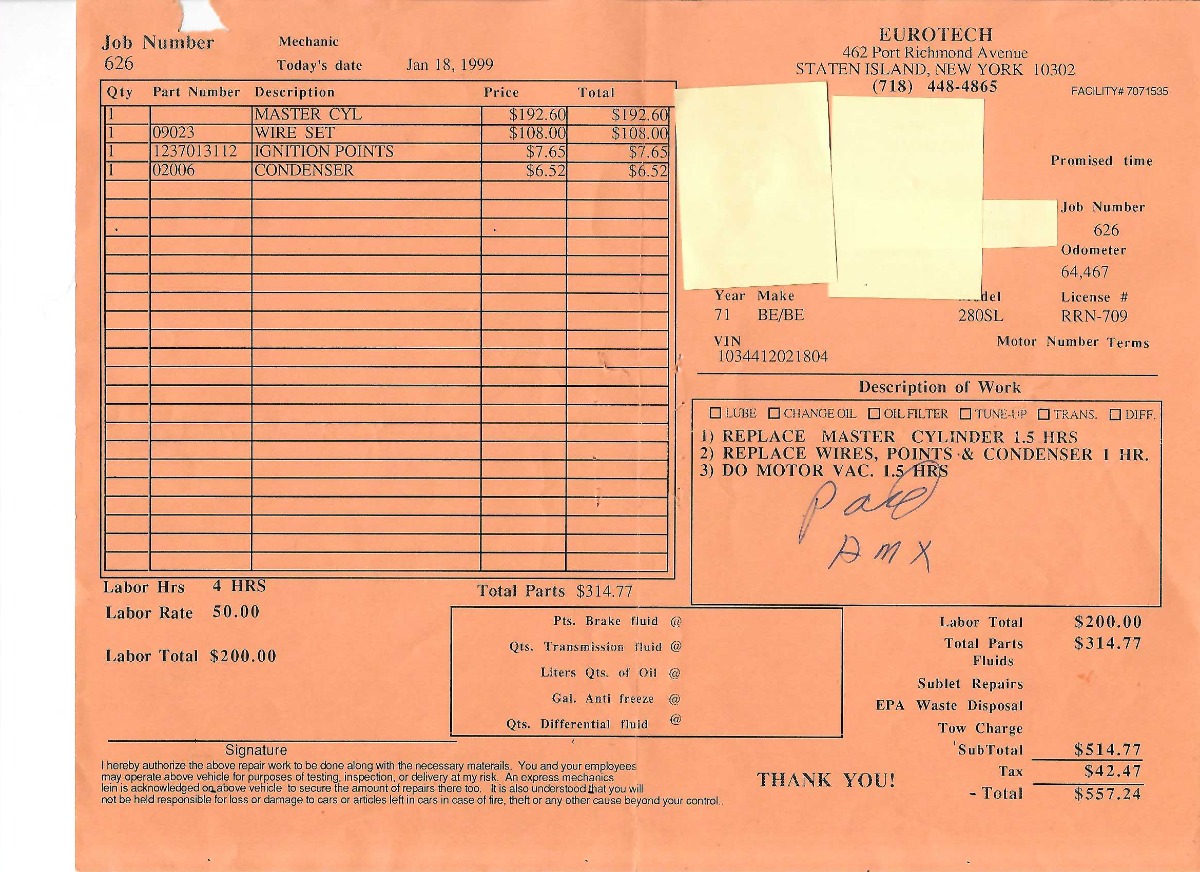 Job Number Mechanic
626 Today's date Jan 18, 1999
EUROTECH
462 Port Richmond Avenue
STATEN ISLAND, NEW YORK 10302
(718) 448-4865
FACILITY# 7071535
Qty Part Number Description Price Total
1 MASTER CYL $192.60 $192.60
1 09023 WIRE SET $108.00 $108.00
1 1237013112 IGNITION POINTS $7.65 $7.65
1 02006 CONDENSER $6.52 $6.52
Promised time
Job Number
626
Odometer
64,467
Year Make del License #
71 BE/BE 280SL RRN-709
VIN Motor Number Terms
1034412021804
Description of Work
LUBE CHANGE OIL OIL FILTER TUNE-UP TRANS. DIFF.
1) REPLACE MASTER CYLINDER 1.5 HRS
2) REPLACE WIRES, POINTS & CONDENSER 1 HR.
3) DO MOTOR VAC. 1.5 HRS
Paid
AMX
Labor Hrs 4 HRS
Total Parts $314.77
Labor Rate 50.00
Labor Total $200.00
Pts. Brake fluid @
Qts. Transmission fluid @
Liters Qts. of Oil @
Gal. Anti freeze @
Qts. Differential fluid @
Labor Total $200.00
Total Parts $314.77
Fluids
Sublet Repairs
EPA Waste Disposal
Tow Charge
SubTotal $514.77
Tax $42.47
- Total $557.24
Signature
I hereby authorize the above repair work to be done along with the necessary materails. You and your employees
may operate above vehicle for purposes of testing, inspection, or delivery at my risk. An express mechanics
lein is acknowledged on above vehicle to secure the amount of repairs there too. It is also understood that you will
not be held responsible for loss or damage to cars or articles left in cars in case of fire, theft or any other cause beyond your control.
THANK YOU!